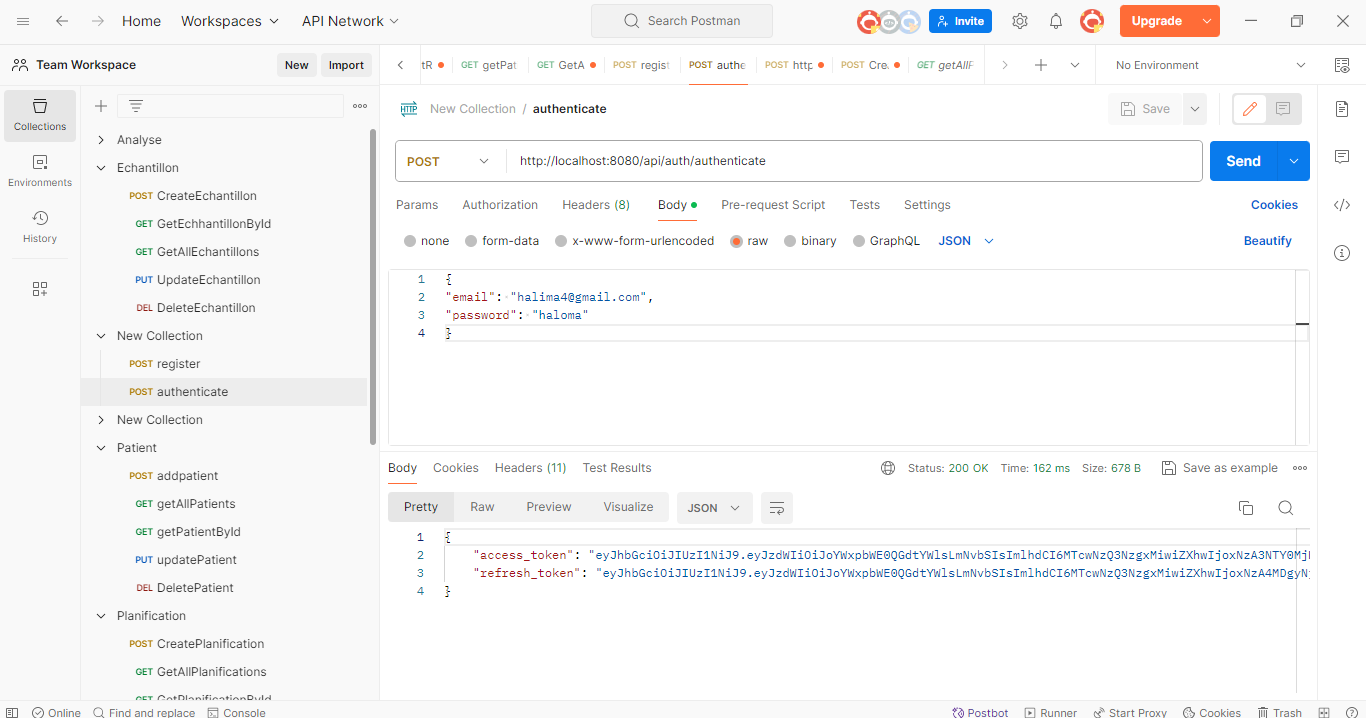 Home Workspaces API Network Search Postman Invite Upgrade
Team Workspace New Import
tR GET getPat GET GetA POST regist POST authe POST http POST Cre GET getAllF No Environment
Collections
Environments
History
Analyse
Echantillon
POST CreateEchantillon
GET GetEchhantillonById
GET GetAllEchantillons
PUT UpdateEchantillon
DEL DeleteEchantillon
New Collection
POST register
POST authenticate
New Collection
Patient
POST addpatient
GET getAllPatients
GET getPatientById
PUT updatePatient
DEL DeletePatient
Planification
POST CreatePlanification
GET GetAllPlanifications
GET GetPlanificationById
HTTP New Collection / authenticate Save
POST http://localhost:8080/api/auth/authenticate Send
Params Authorization Headers (8) Body Pre-request Script Tests Settings Cookies
none form-data x-www-form-urlencoded raw binary GraphQL JSON Beautify
1 {
2 "email": "halima4@gmail.com",
3 "password": "haloma"
4 }
Body Cookies Headers (11) Test Results Status: 200 OK Time: 162 ms Size: 678 B Save as example
Pretty Raw Preview Visualize JSON
1 {
2 "access_token": "eyJhbGciOiJIUzI1NiJ9.eyJzdWIiOiJoYWxpbWE0QGdtYWlsLmNvbSIsImlhdCI6MTcwNzQ3NzgxMiwiZXhwIjoxNzA3NTY0Mj
3 "refresh_token": "eyJhbGciOiJIUzI1NiJ9.eyJzdWIiOiJoYWxpbWE0QGdtYWlsLmNvbSIsImlhdCI6MTcwNzQ3NzgxMiwiZXhwIjoxNzA4MDgyN
4 }
Online Find and replace Console Postbot Runner Start Proxy Cookies Trash